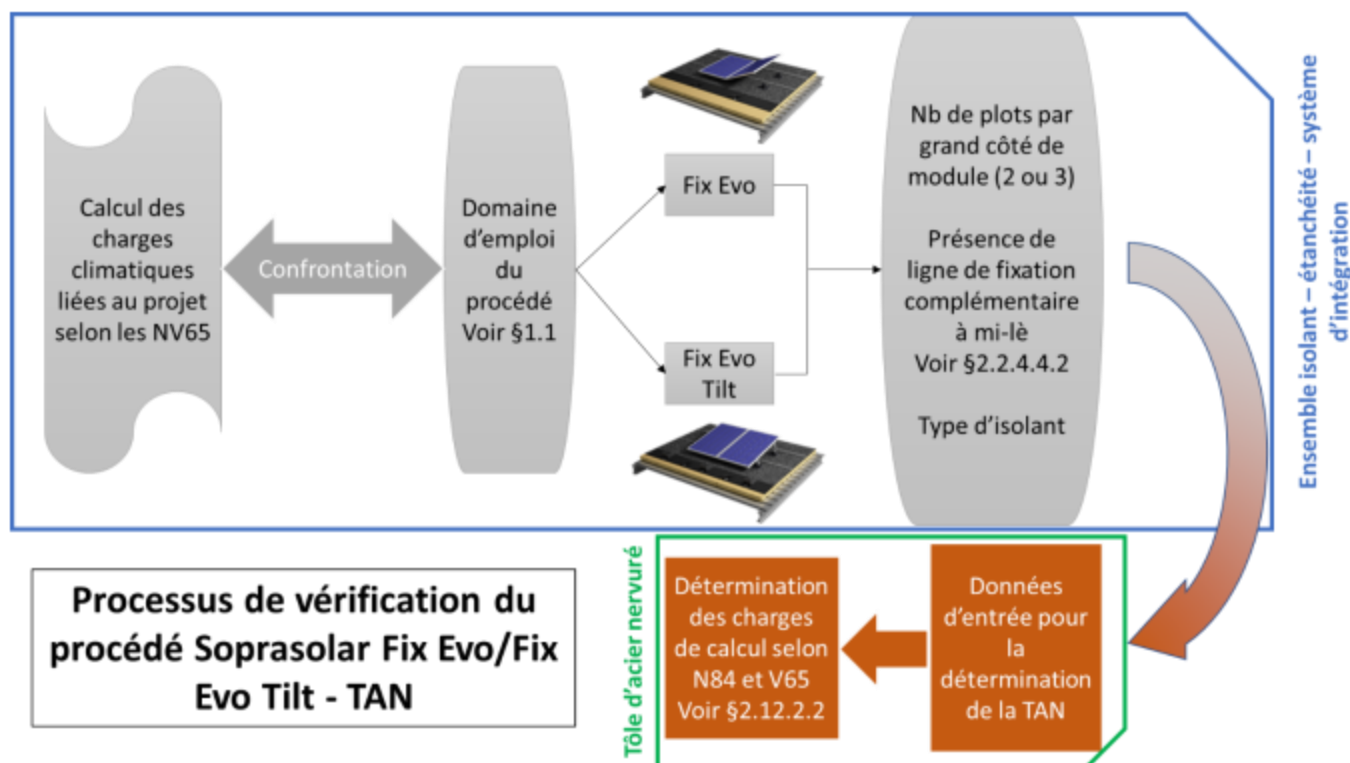 Calcul des
charges
climatiques
liées au projet
selon les NV65
Confrontation
Domaine
d'emploi
du
procédé
Voir §1.1
Fix Evo
Fix Evo
Tilt
Nb de plots par
grand côté de
module (2 ou 3)
Présence de
ligne de fixation
complémentaire
à mi-lè
Voir §2.2.4.4.2
Type d'isolant
Ensemble isolant – étanchéité – système
d'intégration
Processus de vérification du
procédé Soprasolar Fix Evo/Fix
Evo Tilt - TAN
Tôle d'acier nervuré
Détermination
des charges
de calcul selon
N84 et V65
Voir §2.12.2.2
Données
d'entrée pour
la
détermination
de la TAN